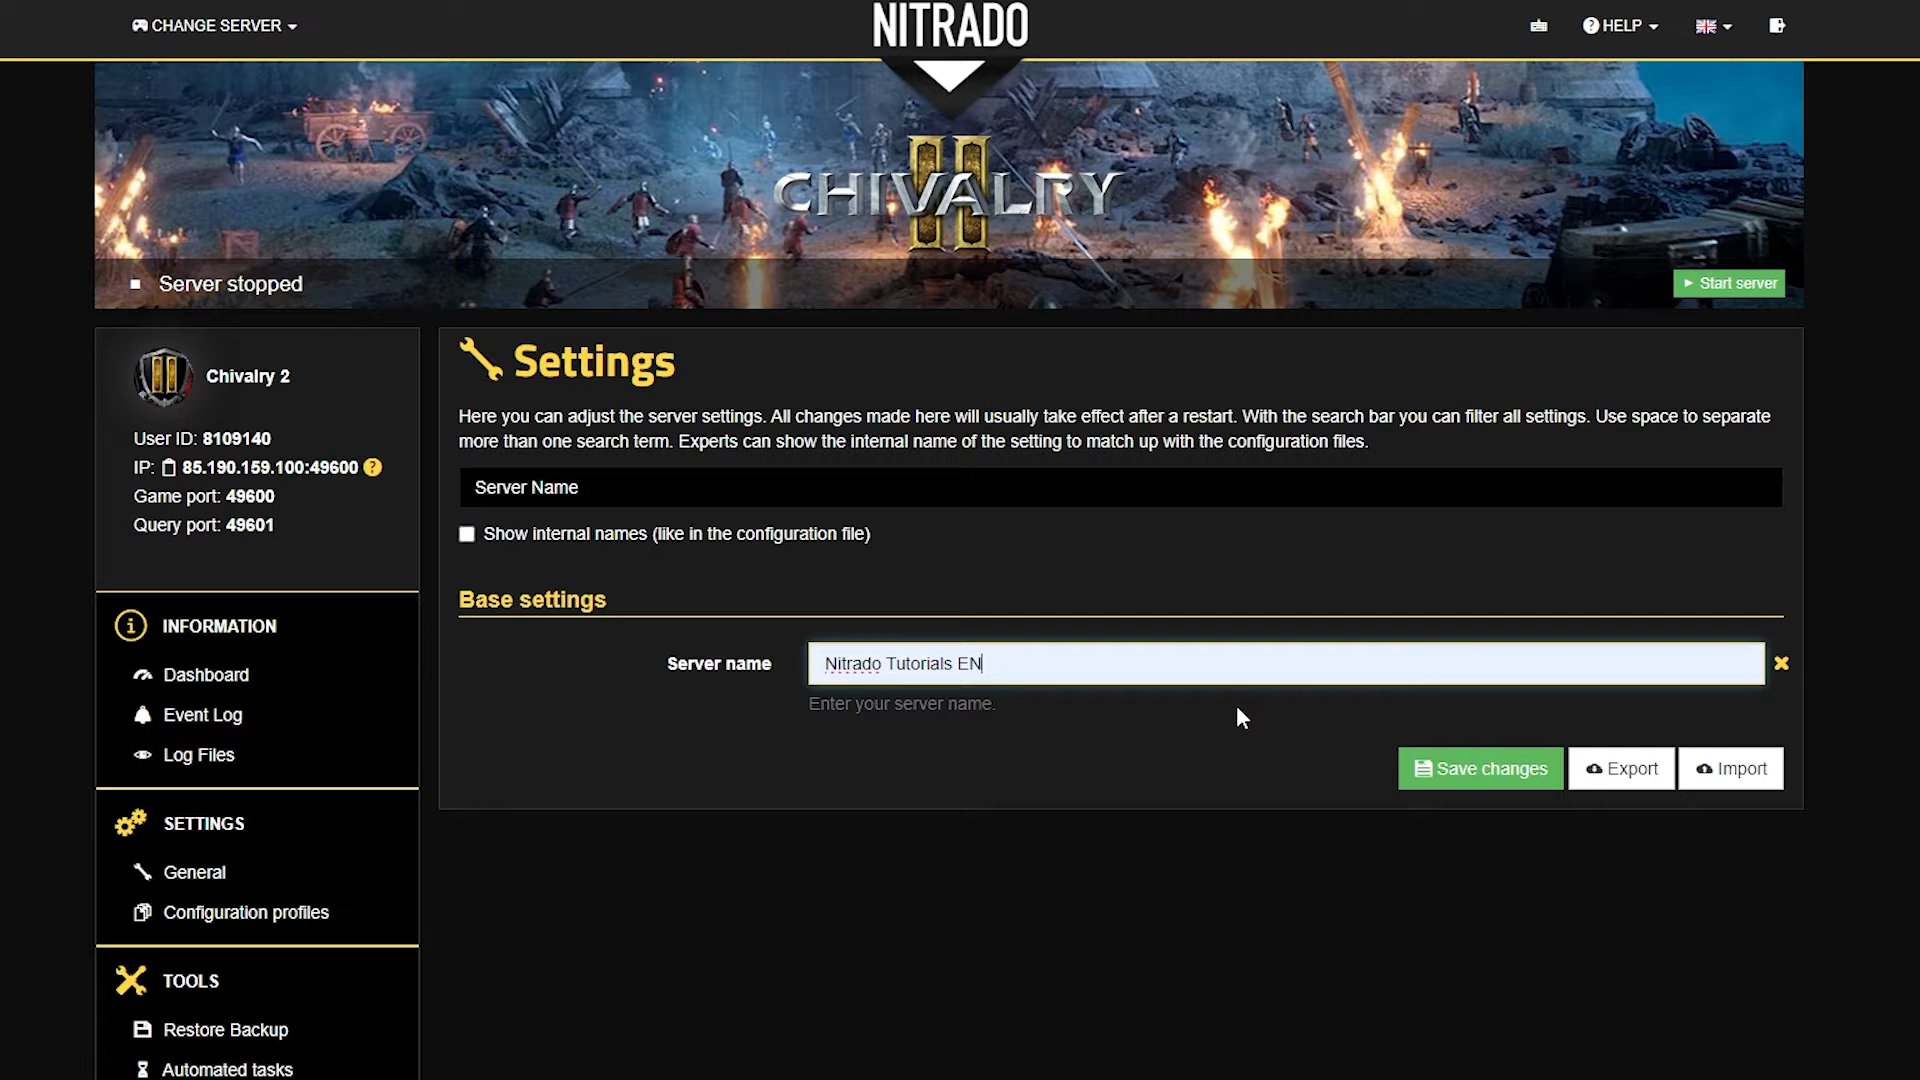 CHANGE SERVER
NITRADO
HELP
CHIVALRY
II
Server stopped
Start server
Chivalry 2
User ID: 8109140
IP: 85.190.159.100:49600 ?
Game port: 49600
Query port: 49601
INFORMATION
Dashboard
Event Log
Log Files
SETTINGS
General
Configuration profiles
TOOLS
Restore Backup
Automated tasks
Settings
Here you can adjust the server settings. All changes made here will usually take effect after a restart. With the search bar you can filter all settings. Use space to separate
more than one search term. Experts can show the internal name of the setting to match up with the configuration files.
Server Name
Show internal names (like in the configuration file)
Base settings
Server name
Nitrado Tutorials EN
Enter your server name.
Save changes
Export
Import